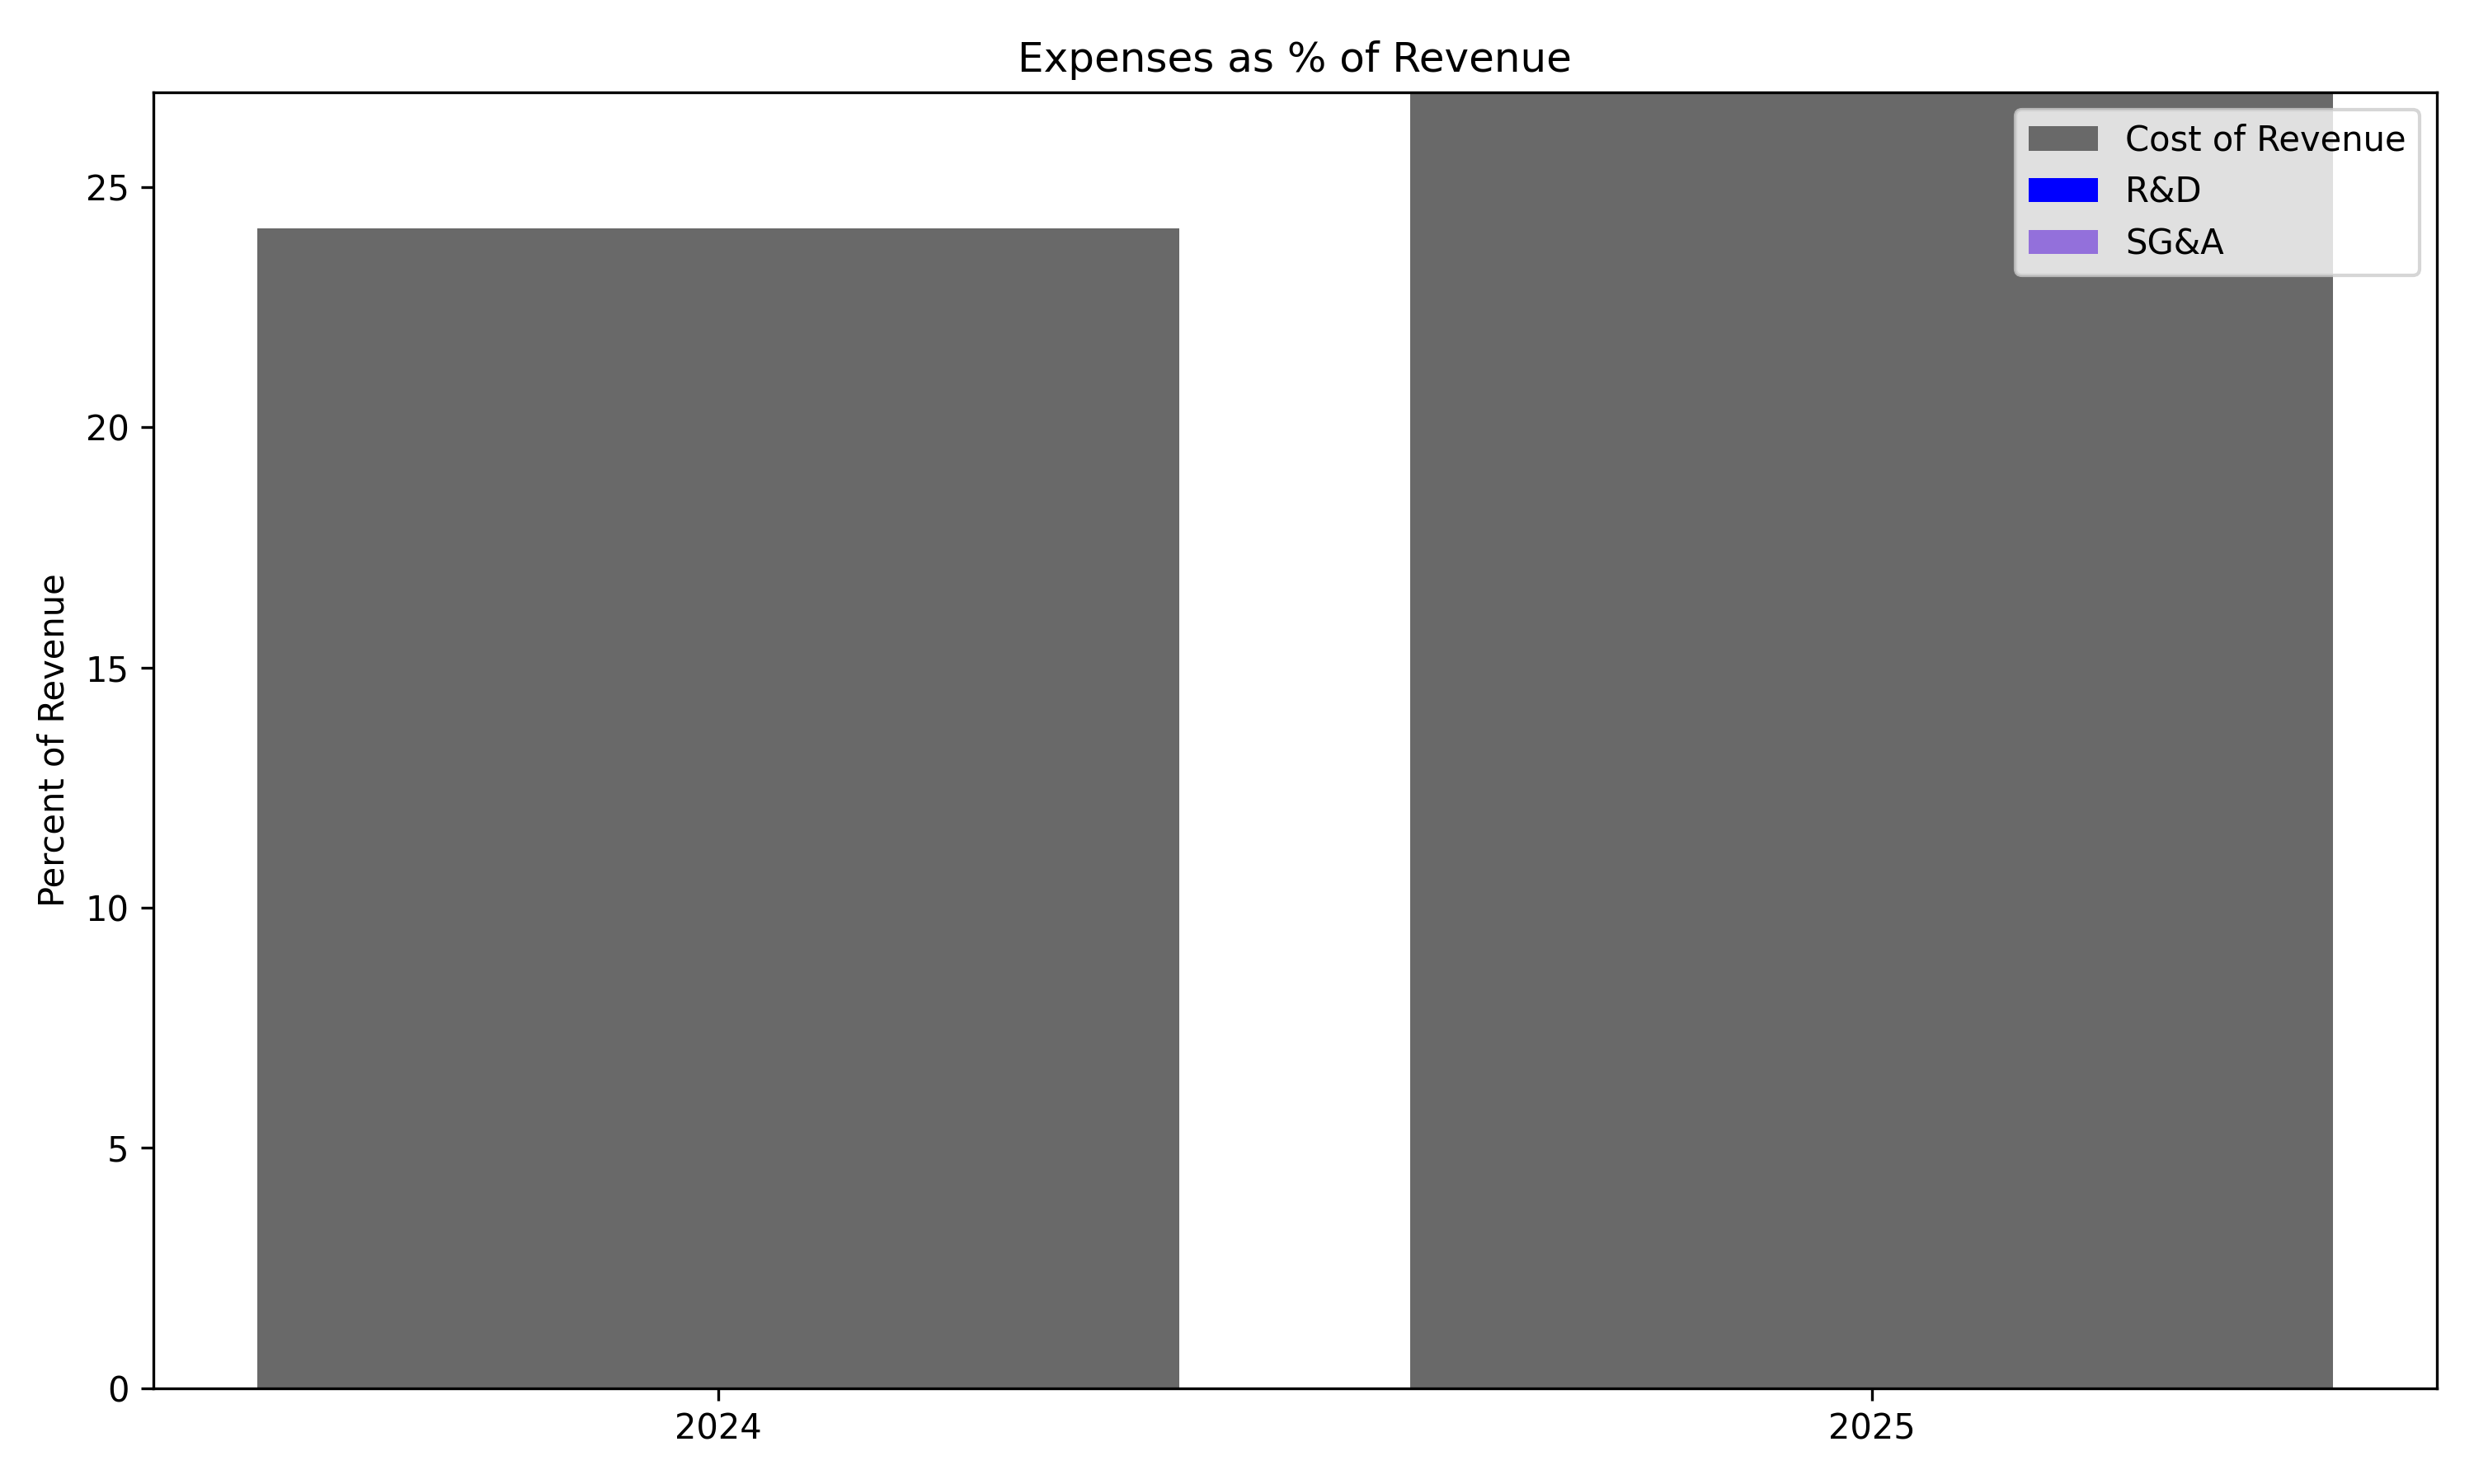 Expenses as % of Revenue
Cost of Revenue
R&D
SG&A
Percent of Revenue
25
20
15
10
5
0
2024
2025